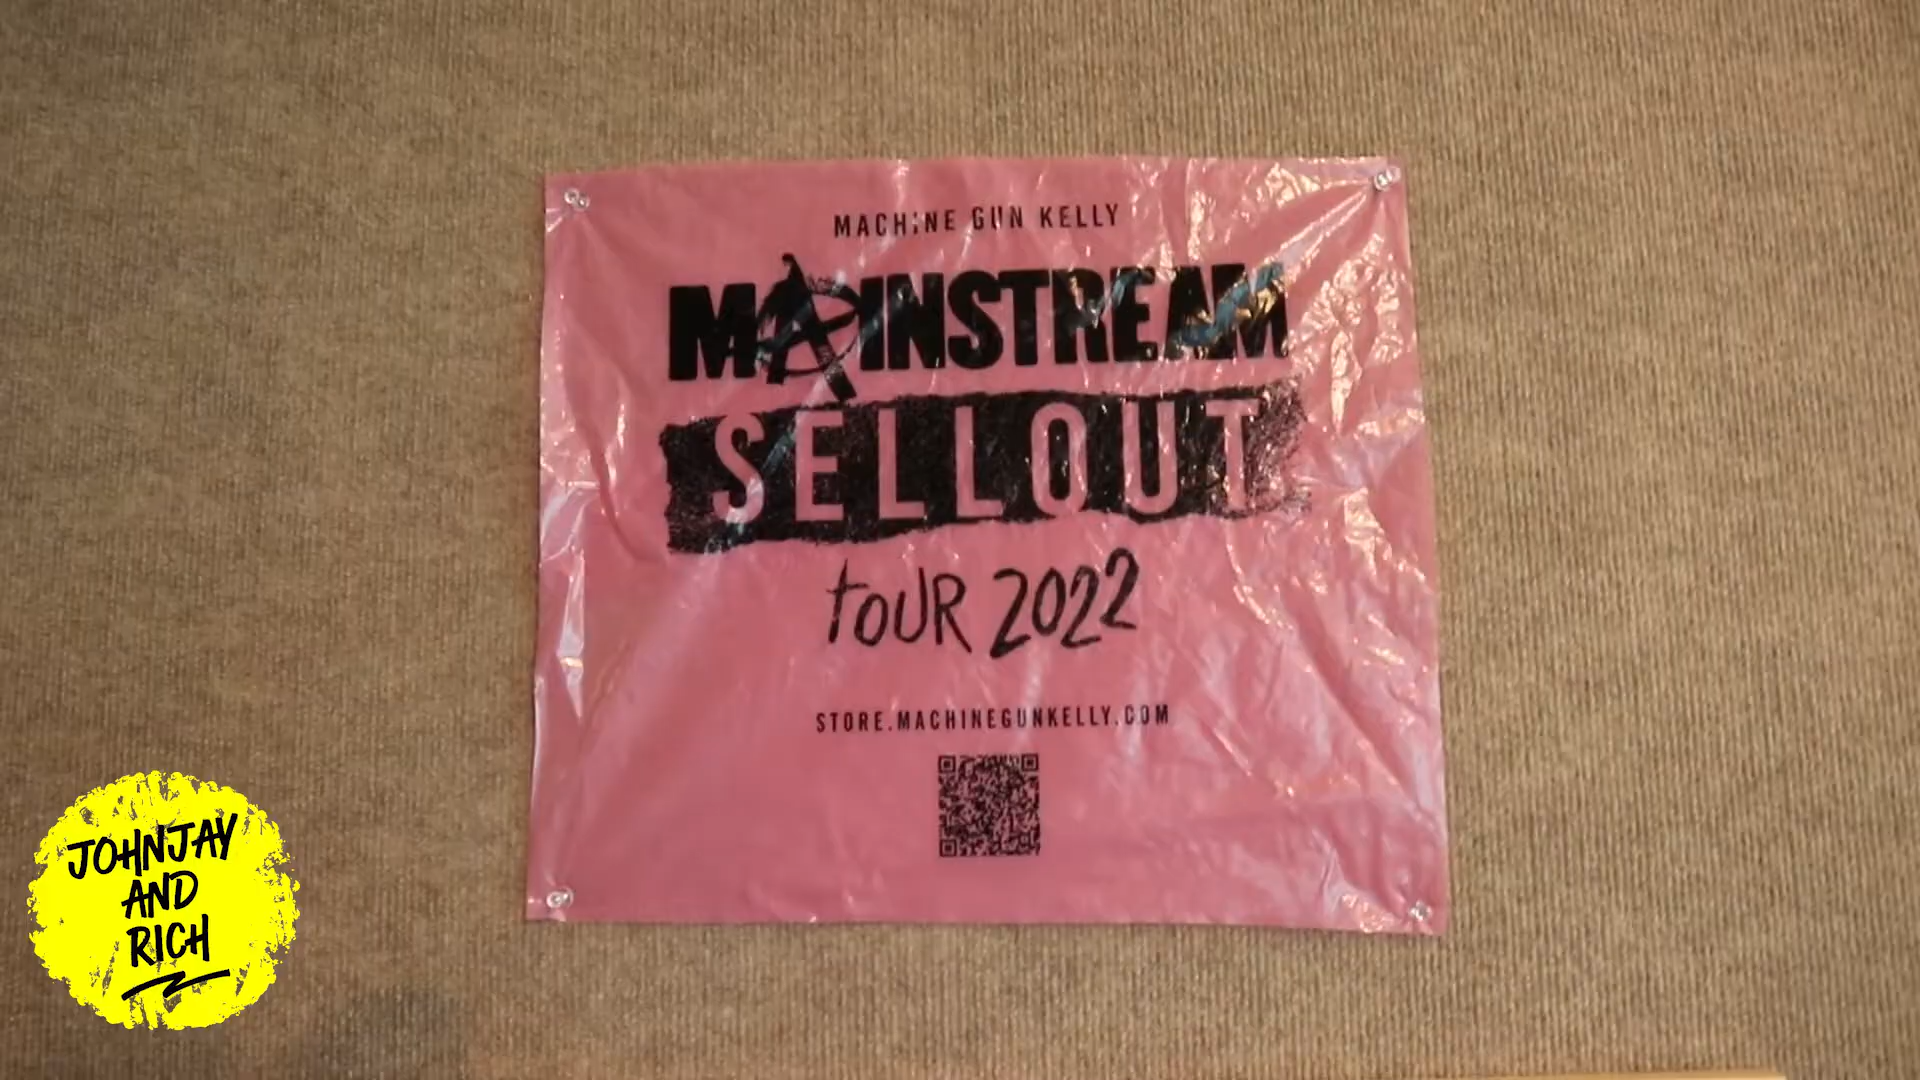 MACHINE GUN KELLY
MAINSTREAM
SELLOUT
toUR 2022
STORE.MACHINEGUNKELLY.COM
JOHNJAY
AND
RICH